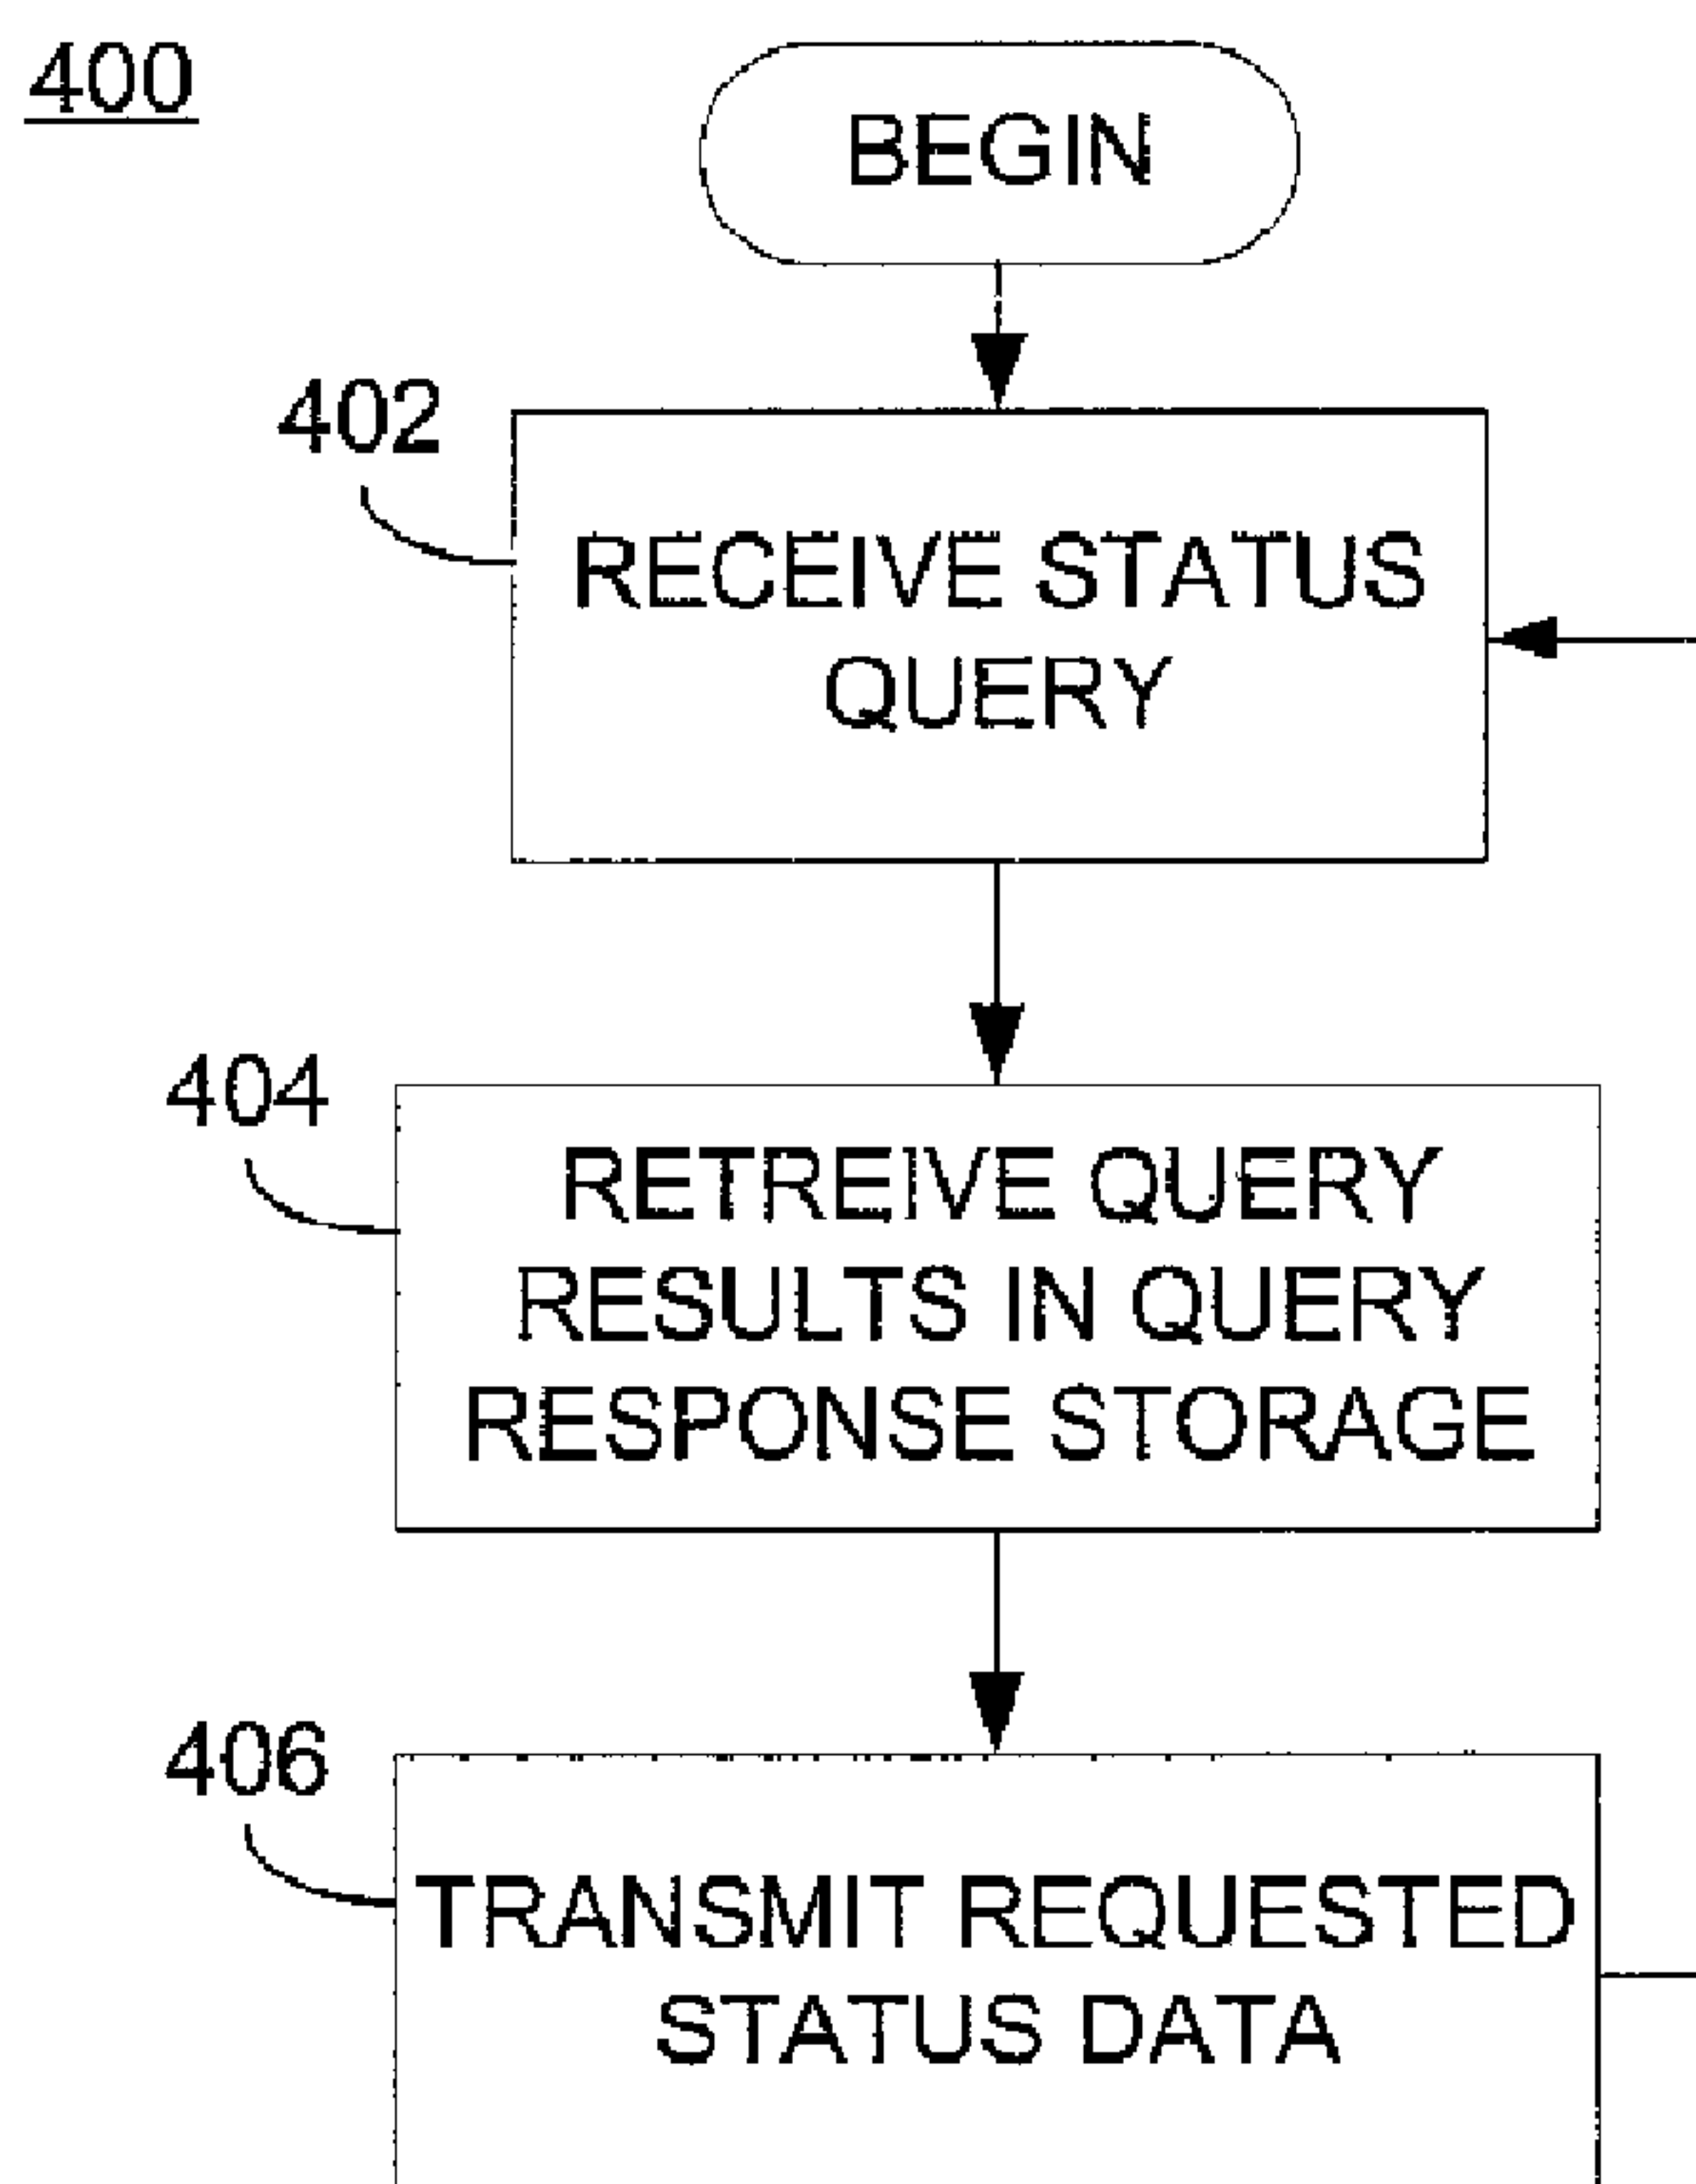 400
BEGIN
402
RECEIVE STATUS
QUERY
404
RETREIVE QUERY
RESULTS IN QUERY
RESPONSE STORAGE
406
TRANSMIT REQUESTED
STATUS DATA